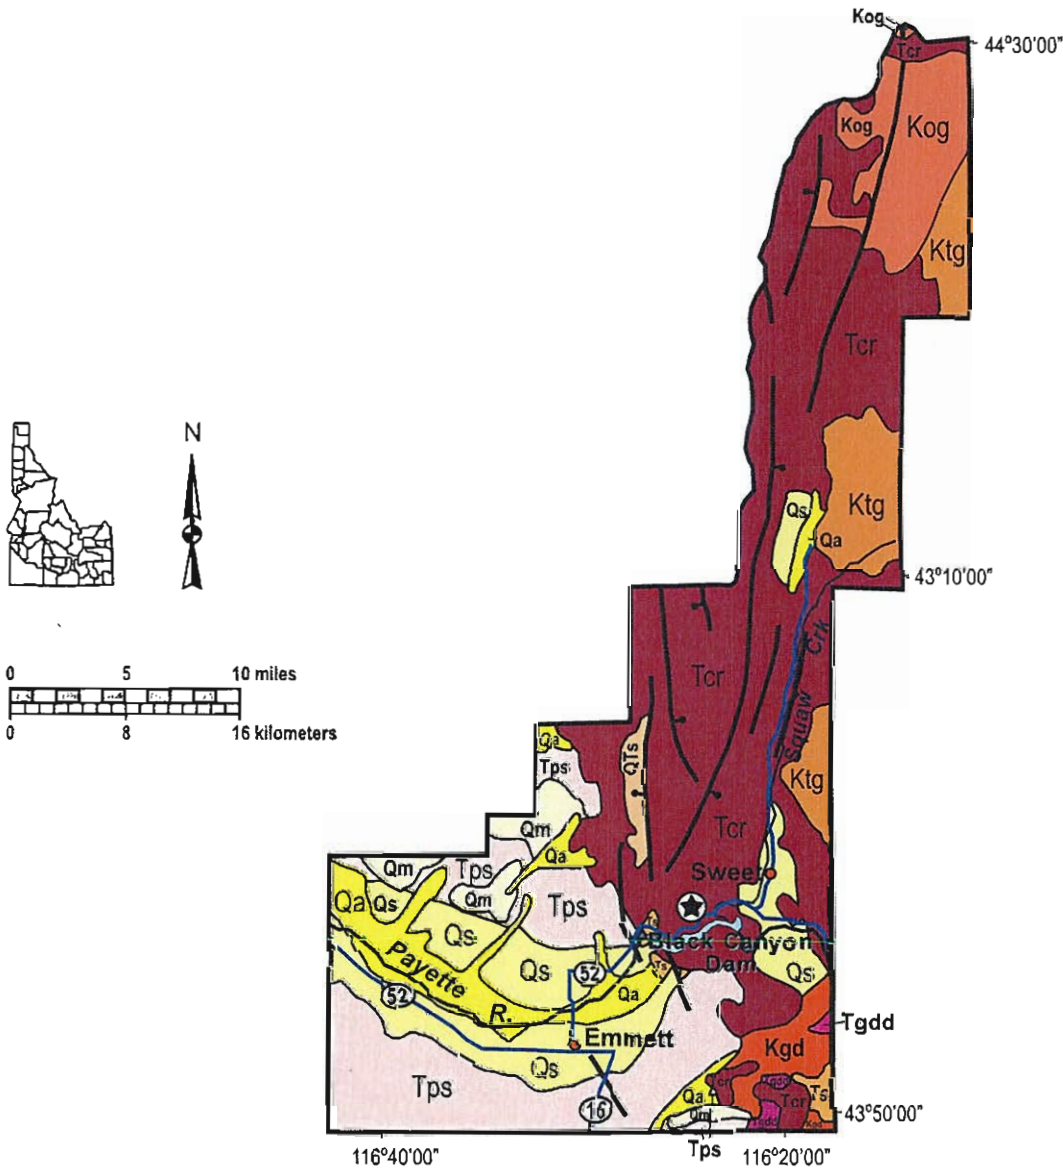 Kog
44°30'00"
Tcr
Kog
Kog
Ktg
Tcr
N
Ktg
Qs
Qa
43°10'00"
Crk
Squaw
Tcr
0 5 10 miles
0 8 16 kilometers
Qa
QTs
Tps
Ktg
Qm
Tcr
Qa
Qm
Tps
Sweet
Qm
Tps
Qa
Qs
Qs
Black Canyon
Dam
Qs
Qs
Ts
Payette
R.
52
52
Qa
Tgdd
Emmett
Kgd
Qs
Tps
Qa
Tcr
Tcr
16
Qm
43°50'00"
Tps
116°40'00"
116°20'00"